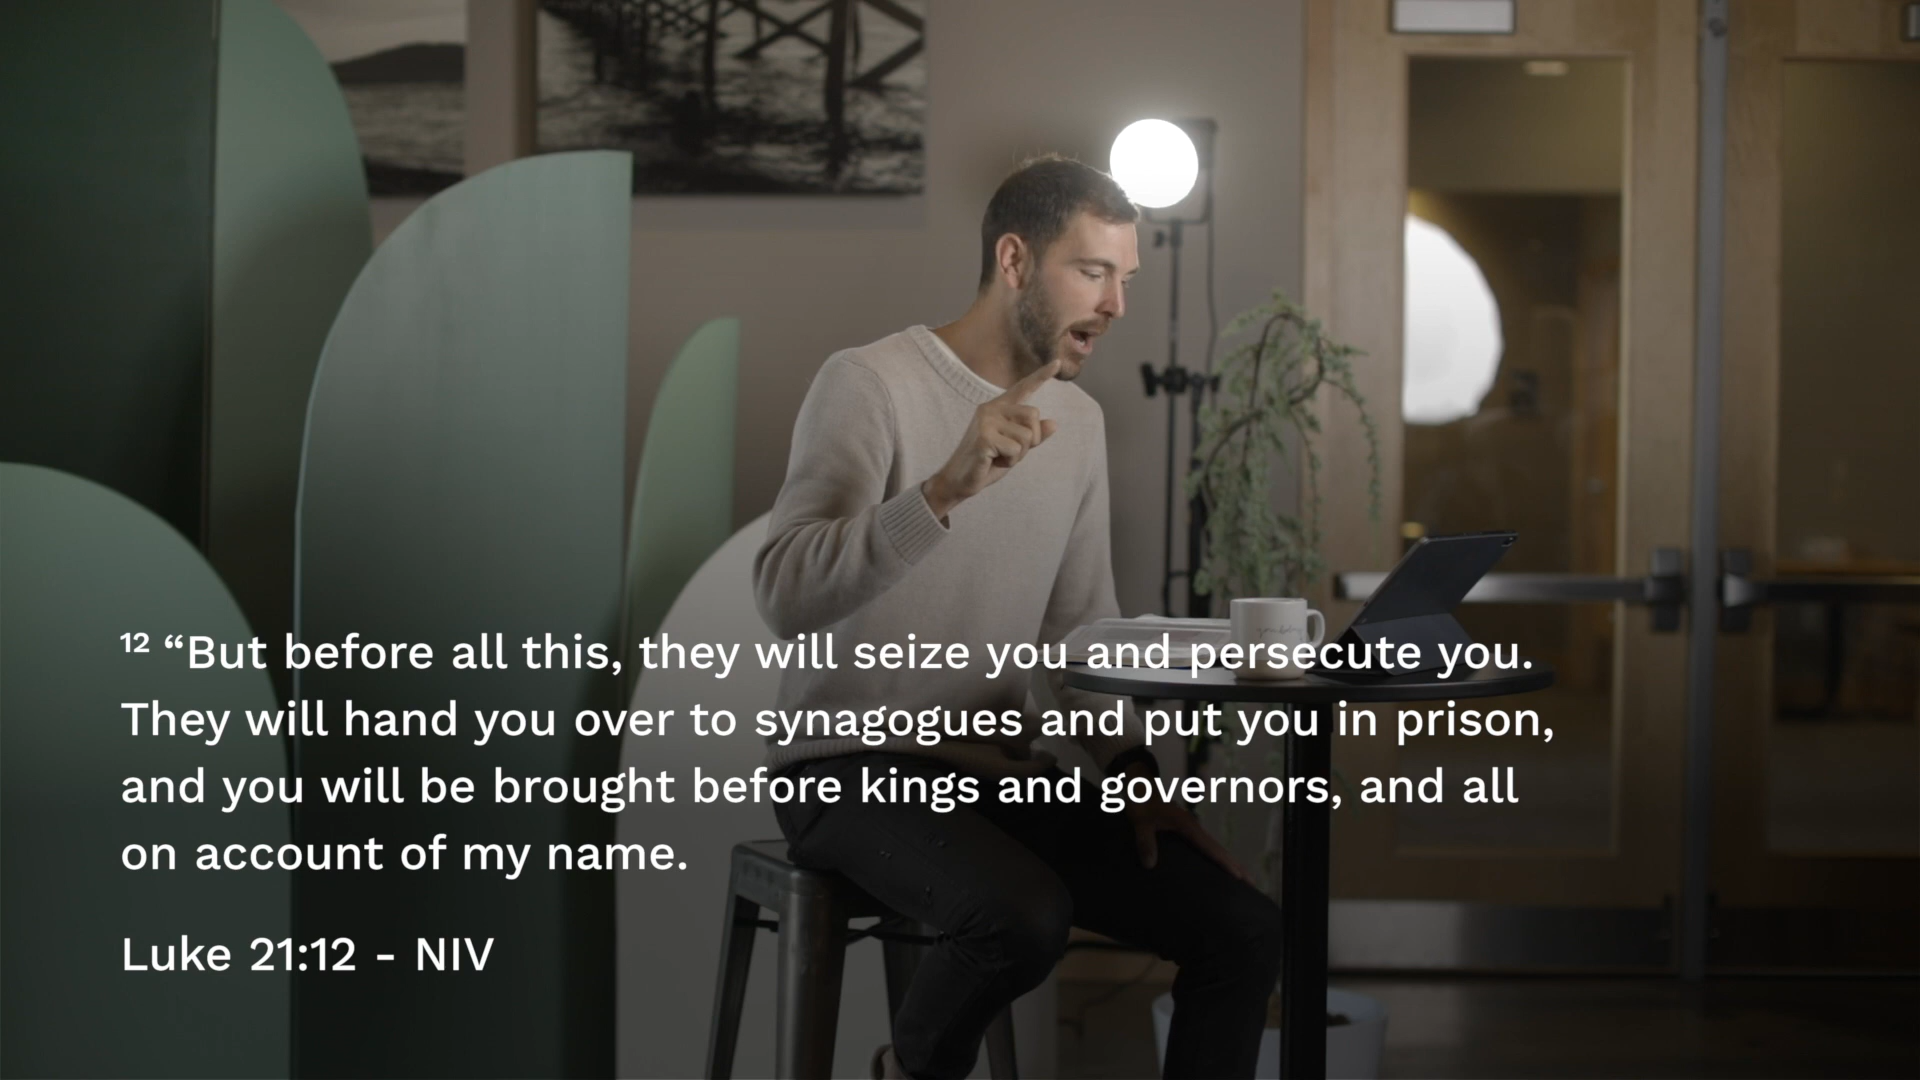 12 “But before all this, they will seize you and persecute you.
They will hand you over to synagogues and put you in prison,
and you will be brought before kings and governors, and all
on account of my name.
Luke 21:12 - NIV